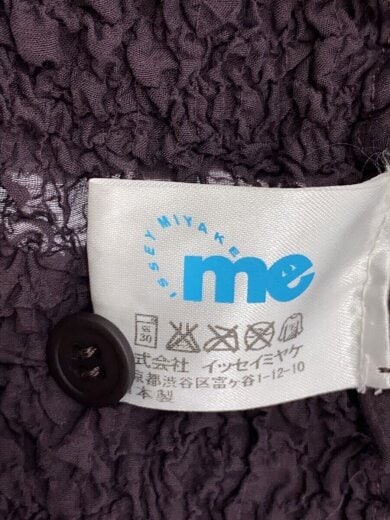 ISSEY MIYAKE
me
30
式会社 イッセイミヤケ
京都渋谷区富ヶ谷1-12-10
本製